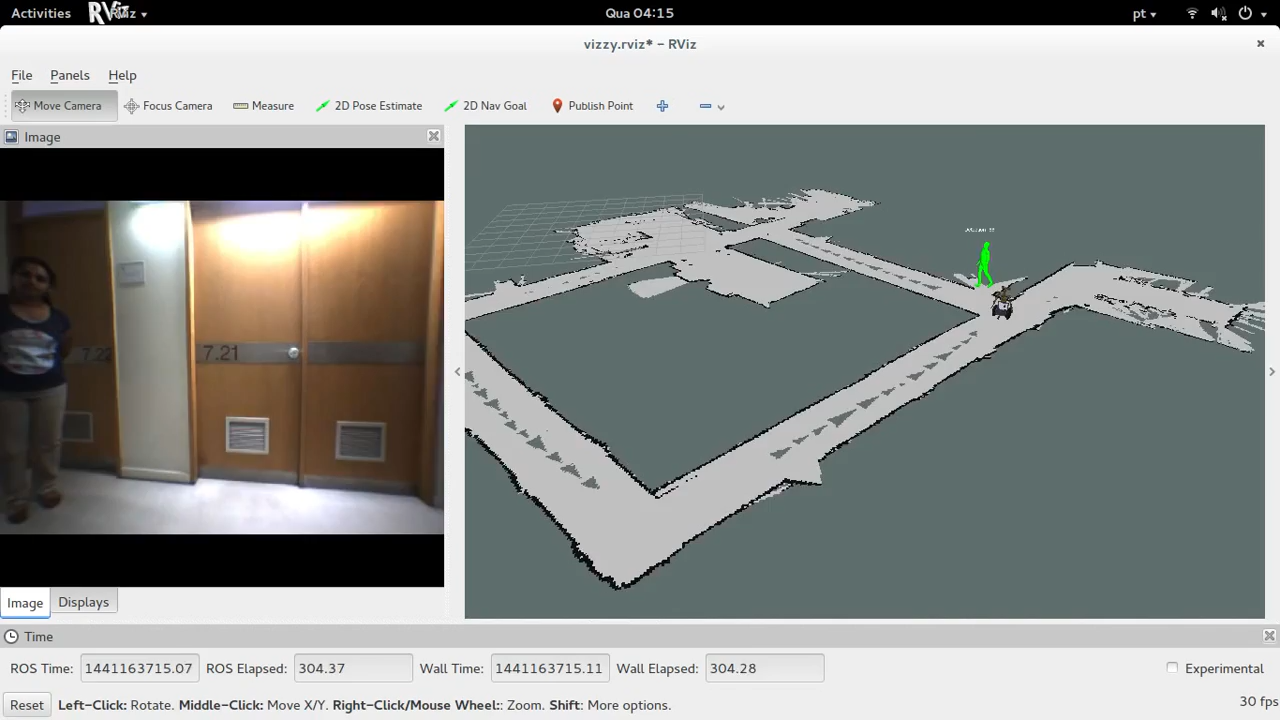 Activities RViz Qua 04:15 pt
vizzy.rviz* – RViz
File Panels Help
Move Camera Focus Camera Measure 2D Pose Estimate 2D Nav Goal Publish Point
Image
7.22
7.21
Image Displays
Time
ROS Time: 1441163715.07 ROS Elapsed: 304.37 Wall Time: 1441163715.11 Wall Elapsed: 304.28 Experimental
Reset Left-Click: Rotate. Middle-Click: Move X/Y. Right-Click/Mouse Wheel:: Zoom. Shift: More options. 30 fps